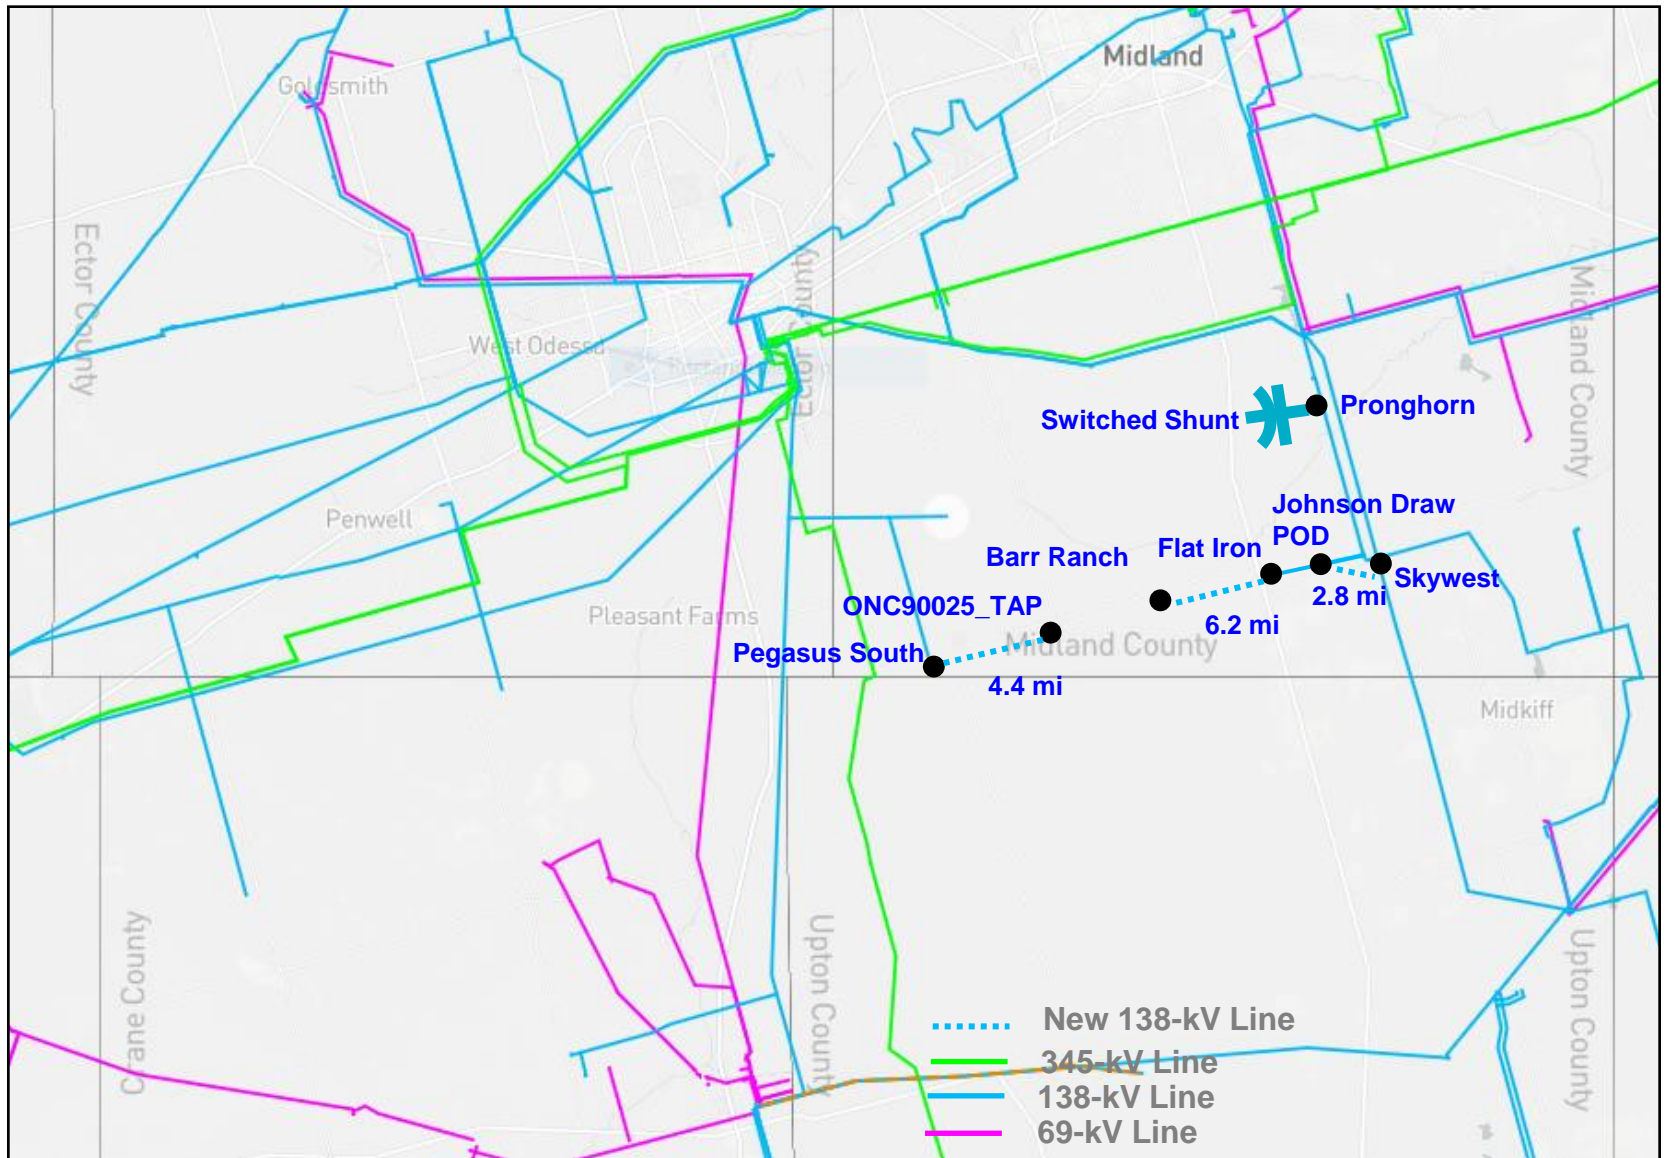 Midland
Goldsmith
Ector County
Ector County
Midland County
West Odessa
Switched Shunt
Pronghorn
Penwell
Johnson Draw
POD
Flat Iron
Barr Ranch
Skywest
2.8 mi
ONC90025_TAP
Pleasant Farms
6.2 mi
Midland County
Pegasus South
4.4 mi
Midkiff
Crane County
Upton County
Upton County
New 138-kV Line
345-kV Line
138-kV Line
69-kV Line